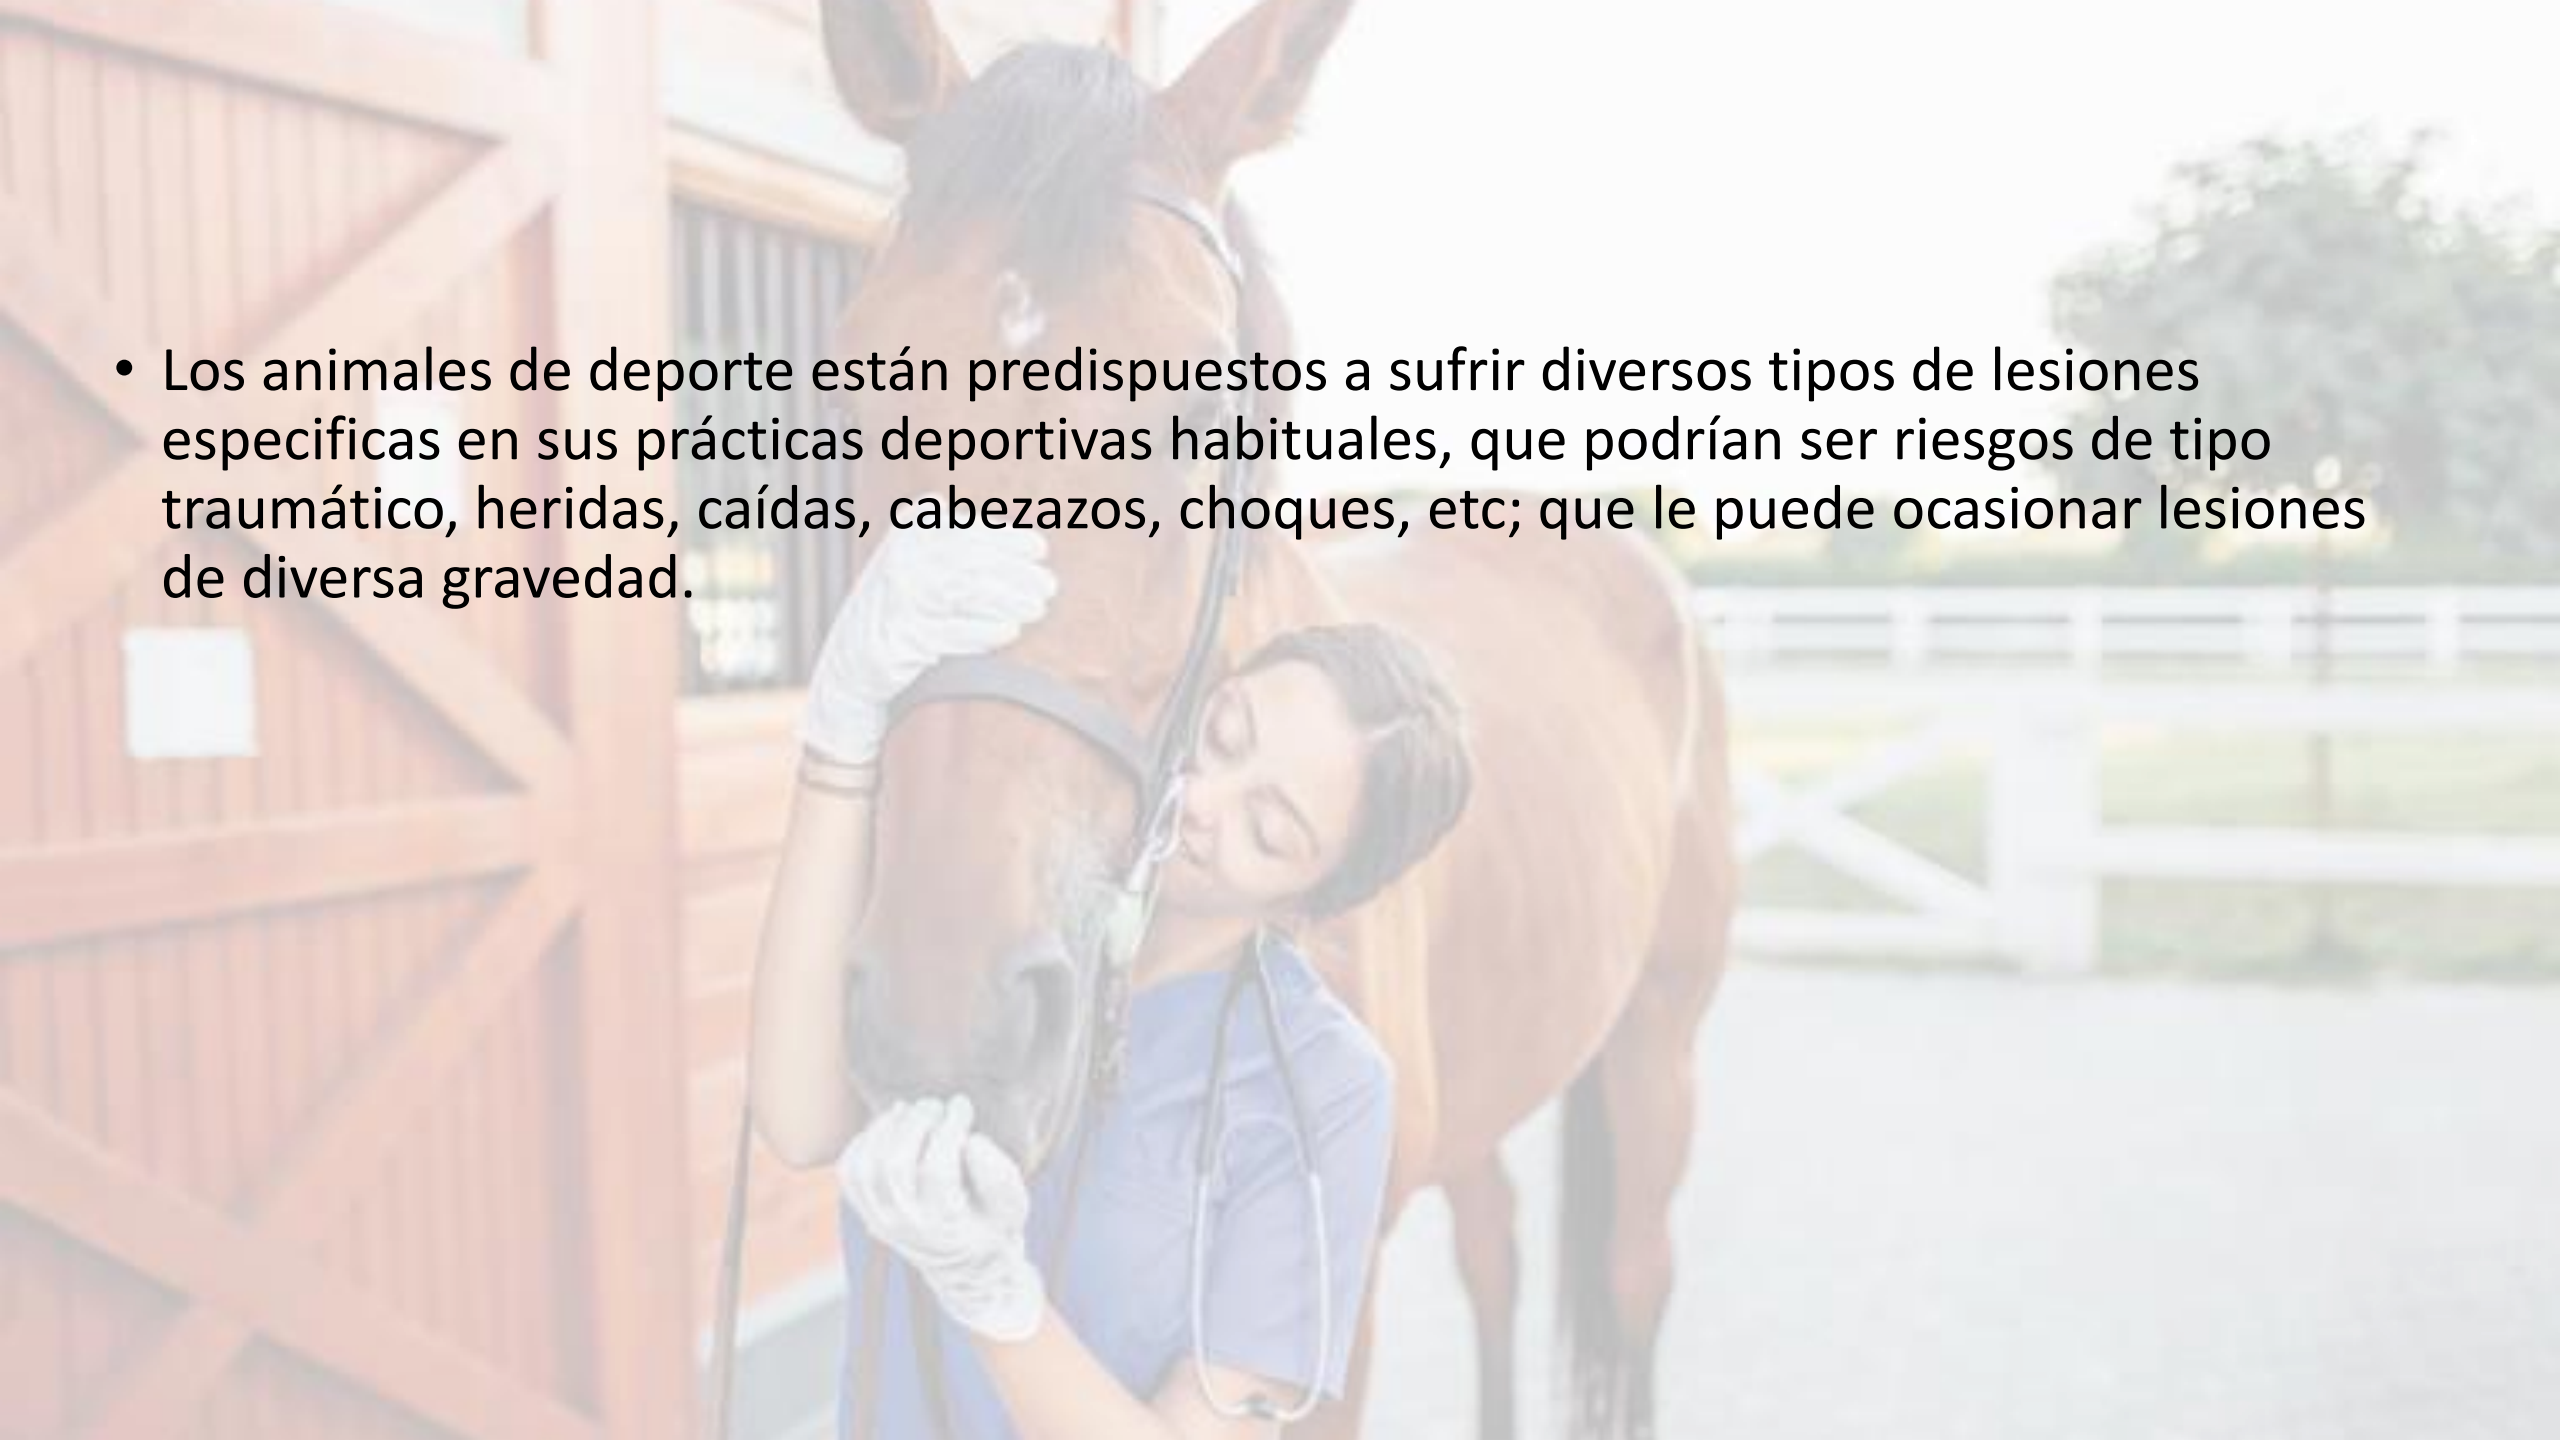 • Los animales de deporte están predispuestos a sufrir diversos tipos de lesiones
especificas en sus prácticas deportivas habituales, que podrían ser riesgos de tipo
traumático, heridas, caídas, cabezazos, choques, etc; que le puede ocasionar lesiones
de diversa gravedad.